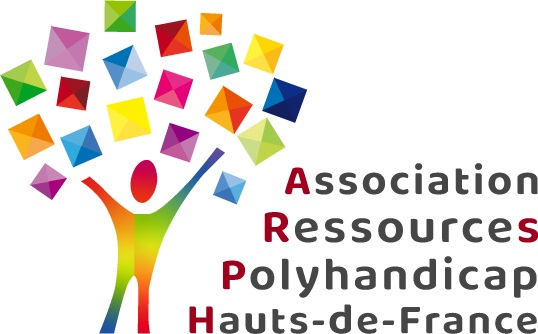 Association
Ressources
Polyhandicap
Hauts-de-France